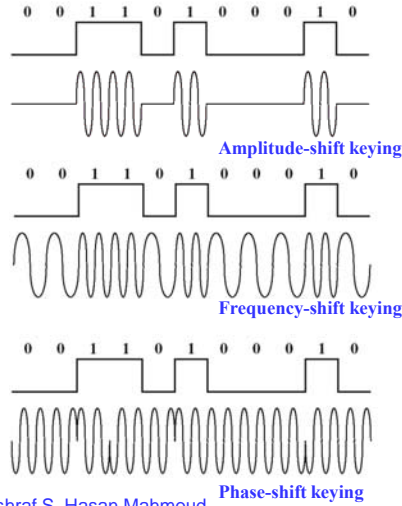 0 0 1 1 0 1 0 0 0 1 0
Amplitude-shift keying
0 0 1 1 0 1 0 0 0 1 0
Frequency-shift keying
0 0 1 1 0 1 0 0 0 1 0
Phase-shift keying
S. Hasan Mahmoud